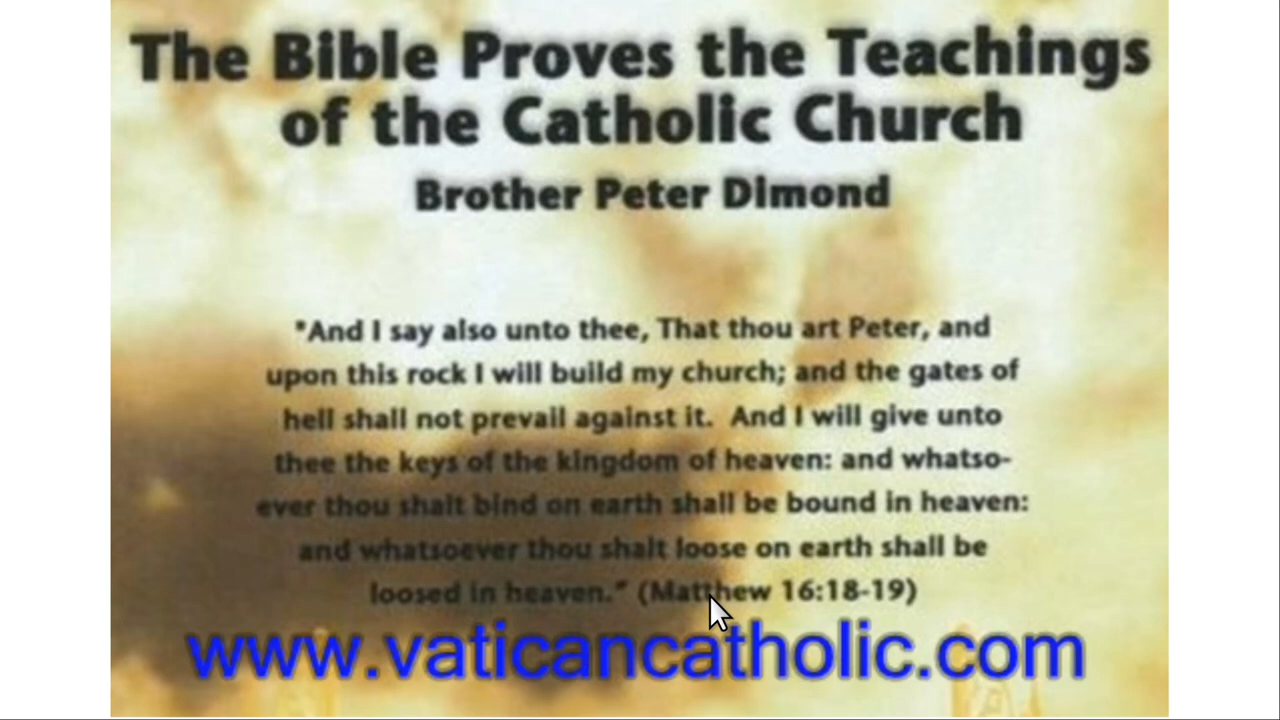 The Bible Proves the Teachings
of the Catholic Church
Brother Peter Dimond
"And I say also unto thee, That thou art Peter, and
upon this rock I will build my church; and the gates of
hell shall not prevail against it. And I will give unto
thee the keys of the kingdom of heaven: and whatso-
ever thou shalt bind on earth shall be bound in heaven:
and whatsoever thou shalt loose on earth shall be
loosed in heaven." (Matthew 16:18-19)
www.vaticancatholic.com